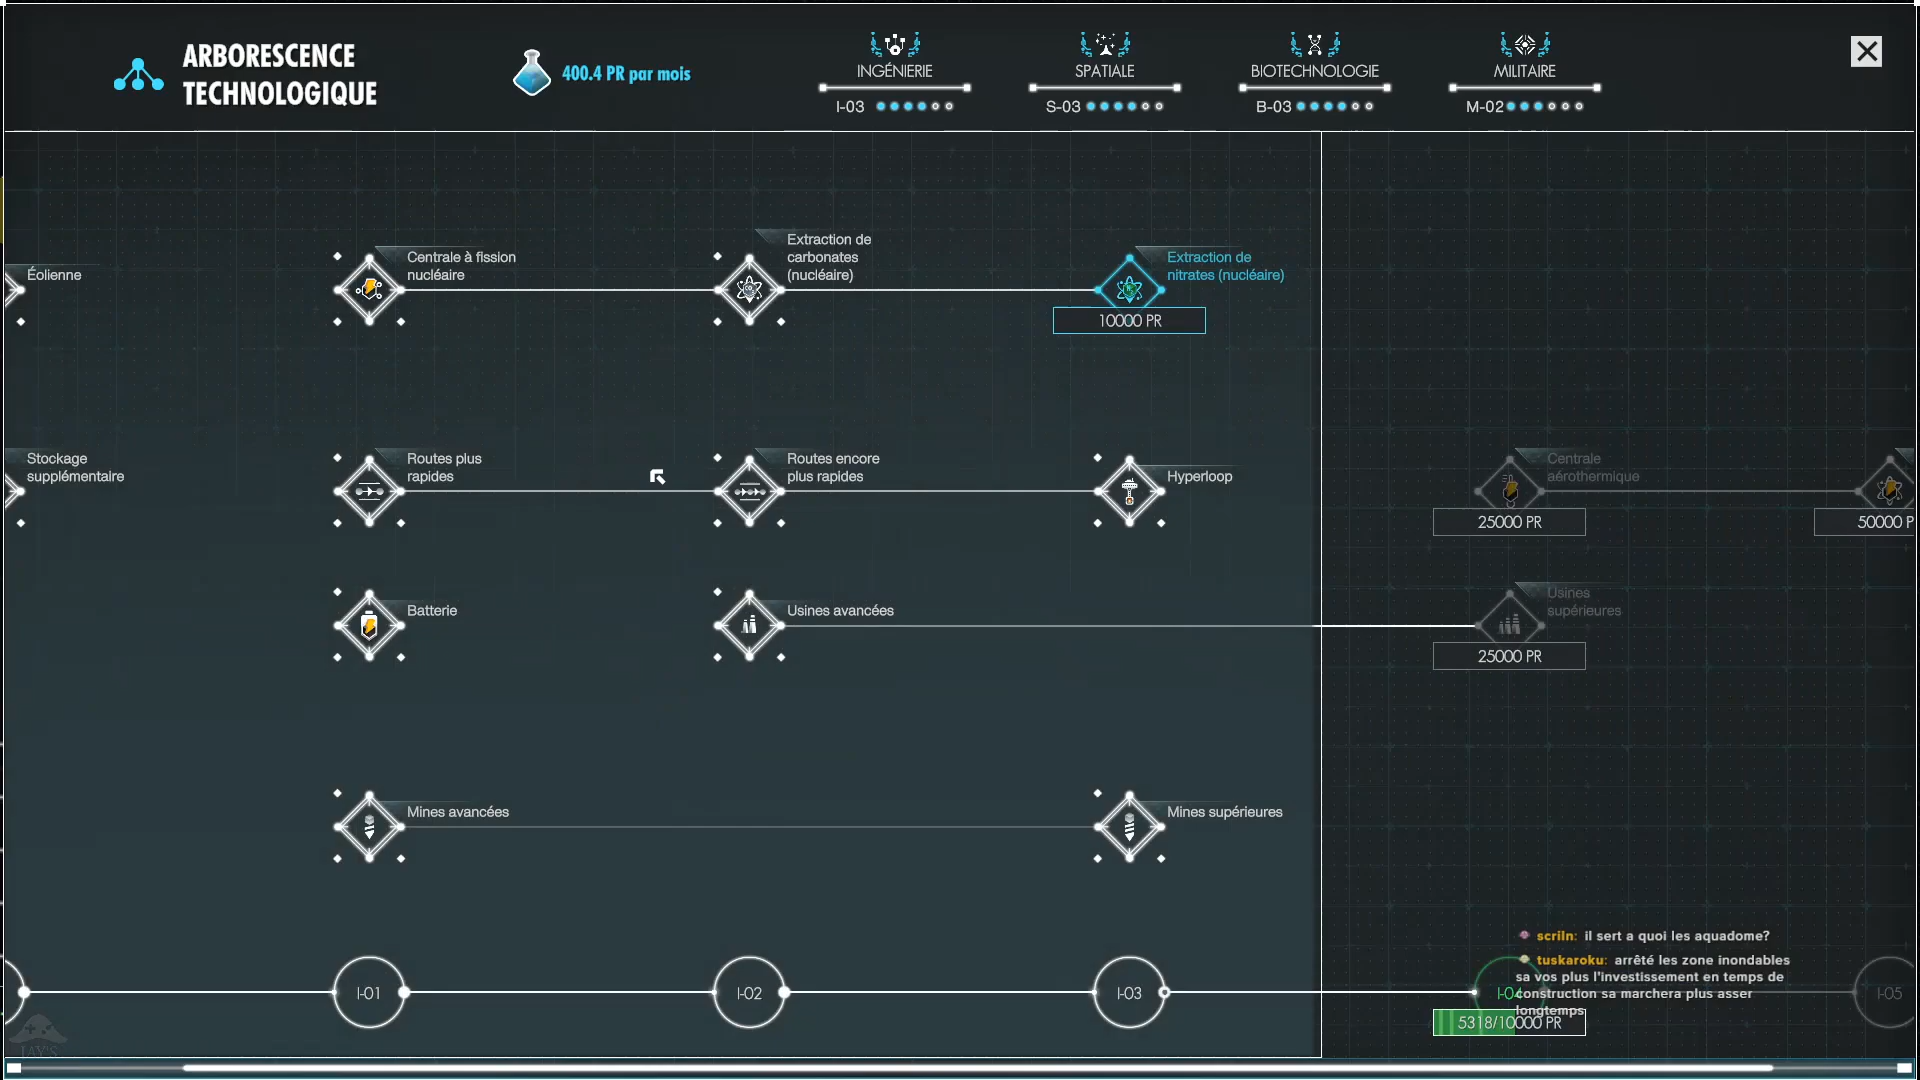 ARBORESCENCE
TECHNOLOGIQUE
400.4 PR par mois
INGÉNIERIE
I-03
SPATIALE
S-03
BIOTECHNOLOGIE
B-03
MILITAIRE
M-02
Éolienne
Centrale à fission
nucléaire
Extraction de
carbonates
(nucléaire)
Extraction de
nitrates (nucléaire)
10000 PR
Stockage
supplémentaire
Routes plus
rapides
Routes encore
plus rapides
Hyperloop
Centrale
aérothermique
25000 PR
50000 P
Batterie
Usines avancées
Usines
supérieures
25000 PR
Mines avancées
Mines supérieures
scriln: il sert a quoi les aquadome?
tuskaroku: arrêté les zone inondables
sa vos plus l'investissement en temps de
construction sa marchera plus asser
longtemps
I-01
I-02
I-03
I-04
I-05
5318/10000 PR
JAY'S